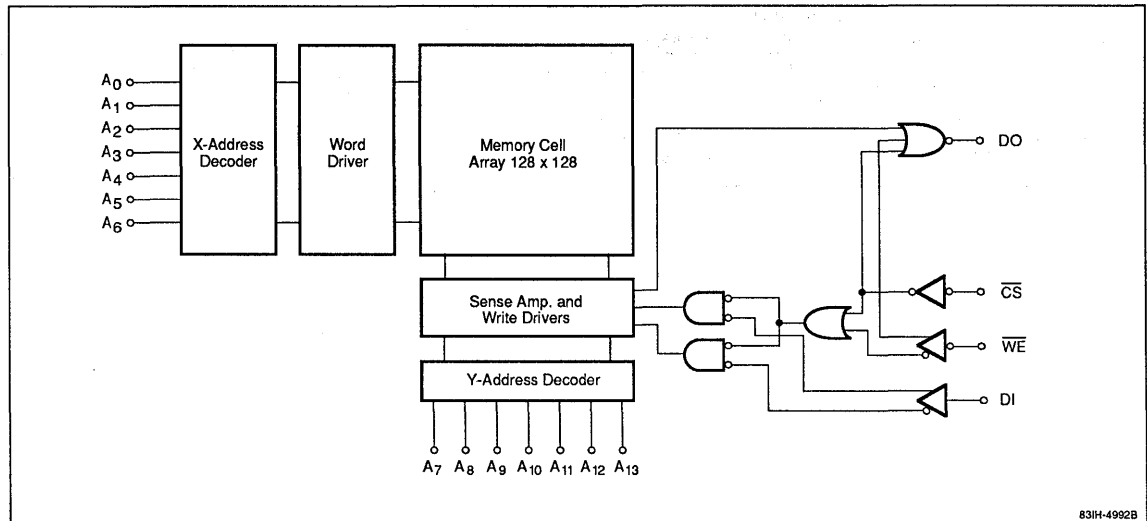 A0
A1
A2
A3
A4
A5
A6
X-Address
Decoder
Word
Driver
Memory Cell
Array 128 x 128
Sense Amp. and
Write Drivers
Y-Address Decoder
A7 A8 A9 A10 A11 A12 A13
DO
CS
WE
DI
83IH-4992B